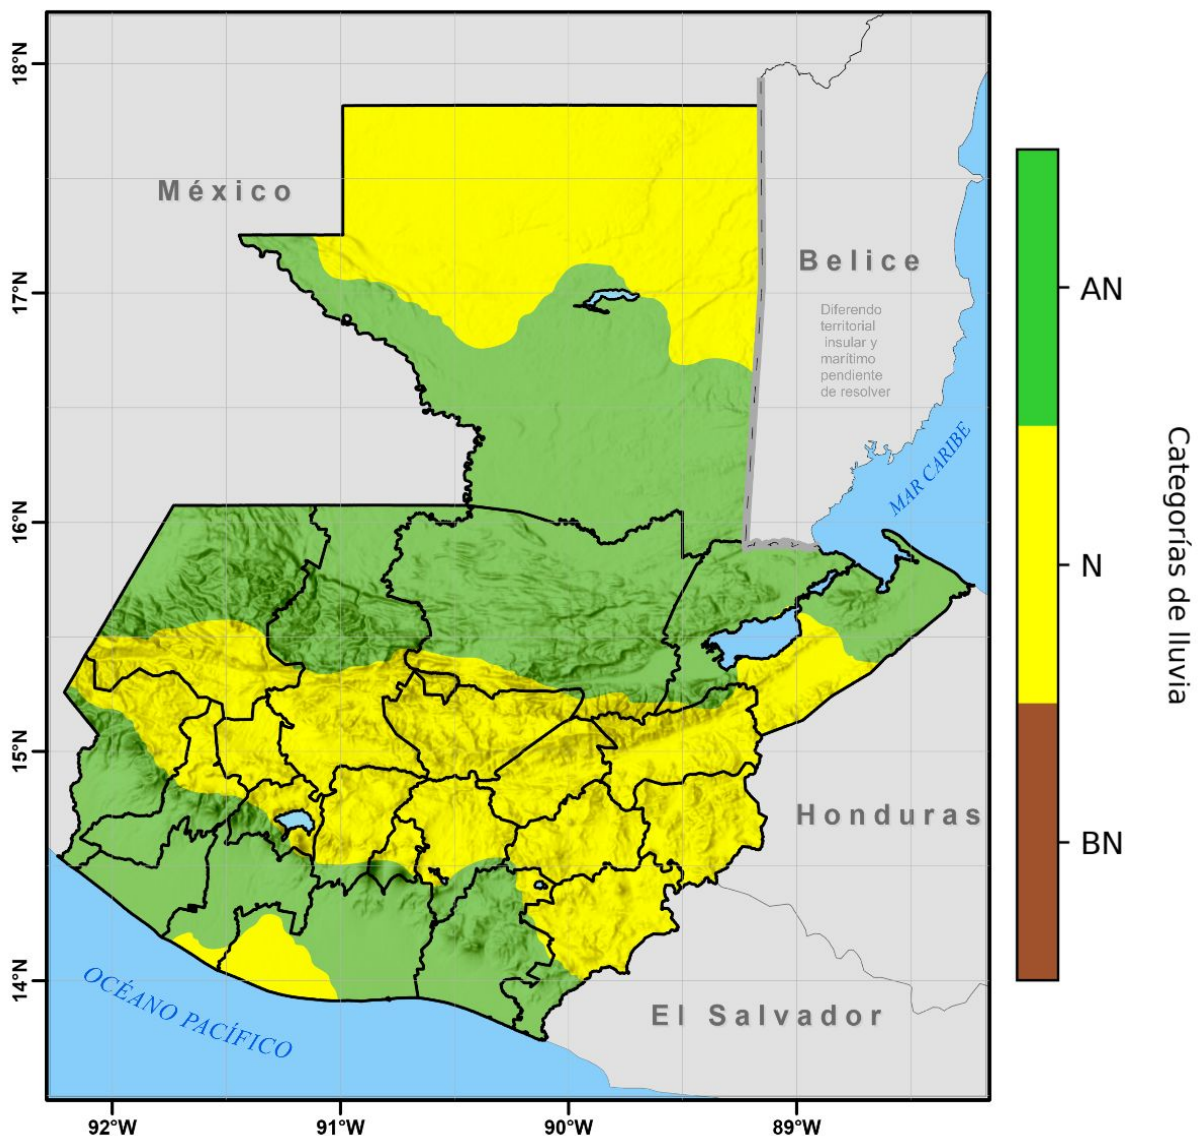 18°N
17°N
16°N
15°N
14°N
México
Belice
Diferendo
territorial
insular y
marítimo
pendiente
de resolver
MAR CARIBE
Honduras
El Salvador
OCÉANO PACÍFICO
92°W
91°W
90°W
89°W
AN
N
BN
Categorías de lluvia